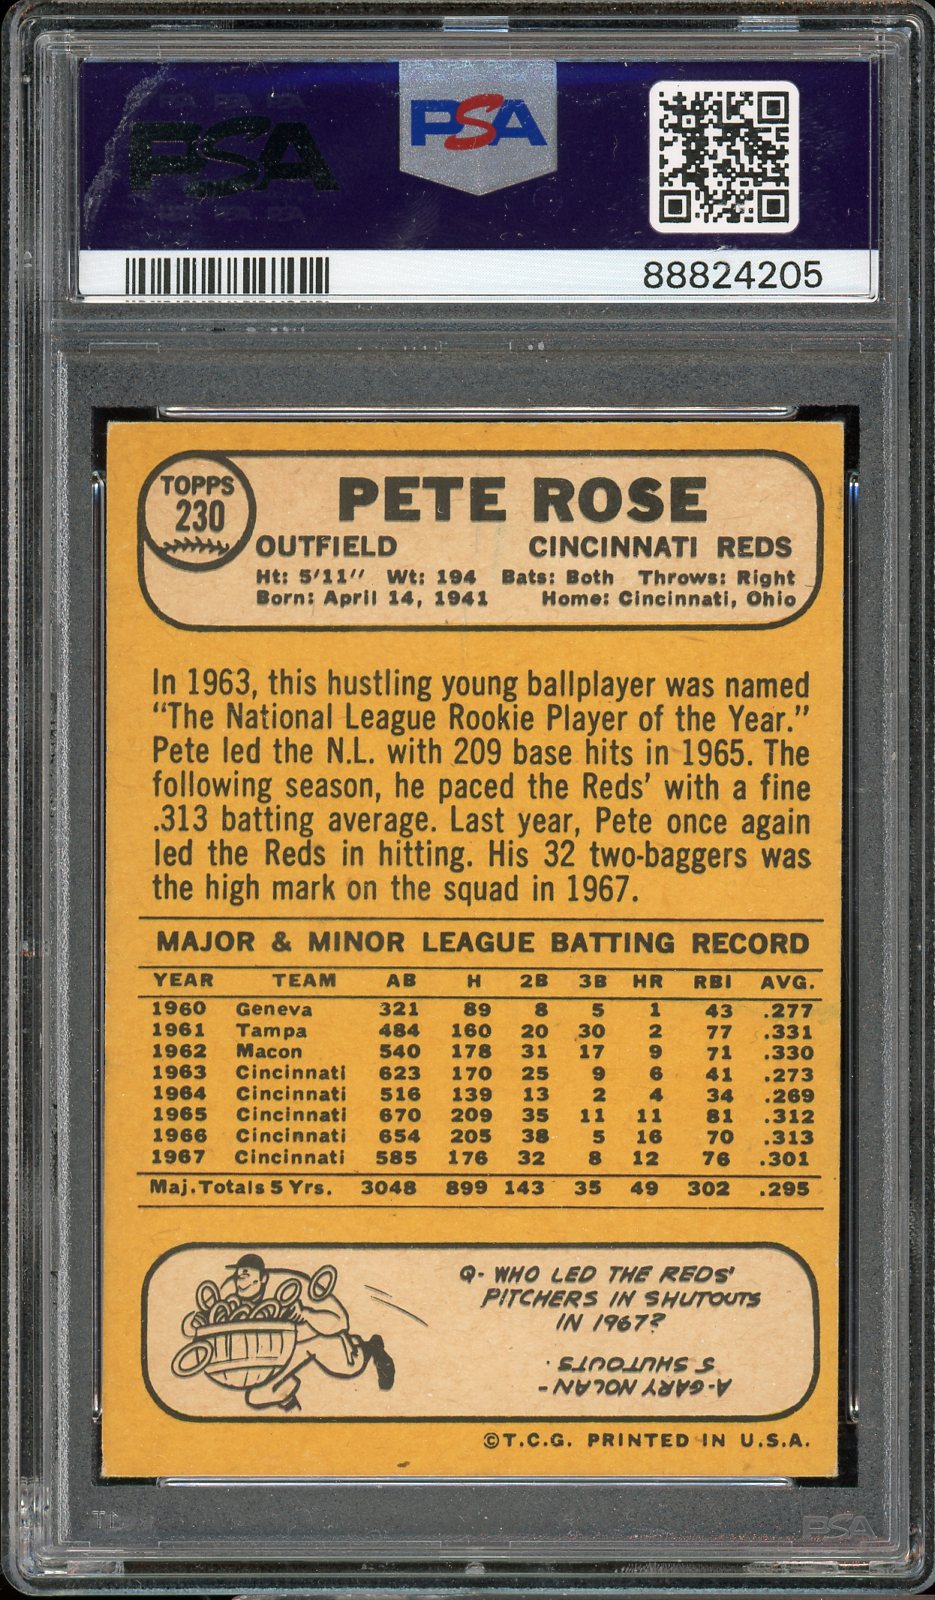 PSA PSA PSA
PSA
PSA PSA PSA
PSA
88824205
TOPPS
230
PETE ROSE
OUTFIELD CINCINNATI REDS
Ht: 5'11" Wt: 194 Bats: Both Throws: Right
Born: April 14, 1941 Home: Cincinnati, Ohio
In 1963, this hustling young ballplayer was named
"The National League Rookie Player of the Year."
Pete led the N.L. with 209 base hits in 1965. The
following season, he paced the Reds' with a fine
.313 batting average. Last year, Pete once again
led the Reds in hitting. His 32 two-baggers was
the high mark on the squad in 1967.
MAJOR & MINOR LEAGUE BATTING RECORD
YEAR TEAM AB H 2B 3B HR RBI AVG.
1960 Geneva 321 89 8 5 1 43 .277
1961 Tampa 484 160 20 30 2 77 .331
1962 Macon 540 178 31 17 9 71 .330
1963 Cincinnati 623 170 25 9 6 41 .273
1964 Cincinnati 516 139 13 2 4 34 .269
1965 Cincinnati 670 209 35 11 11 81 .312
1966 Cincinnati 654 205 38 5 16 70 .313
1967 Cincinnati 585 176 32 8 12 76 .301
Maj. Totals 5 Yrs. 3048 899 143 35 49 302 .295
Q- WHO LED THE REDS'
PITCHERS IN SHUTOUTS
IN 1967?
A-GARY NOLAN -
5 SHUTOUTS.
©T.C.G. PRINTED IN U.S.A.
PSA